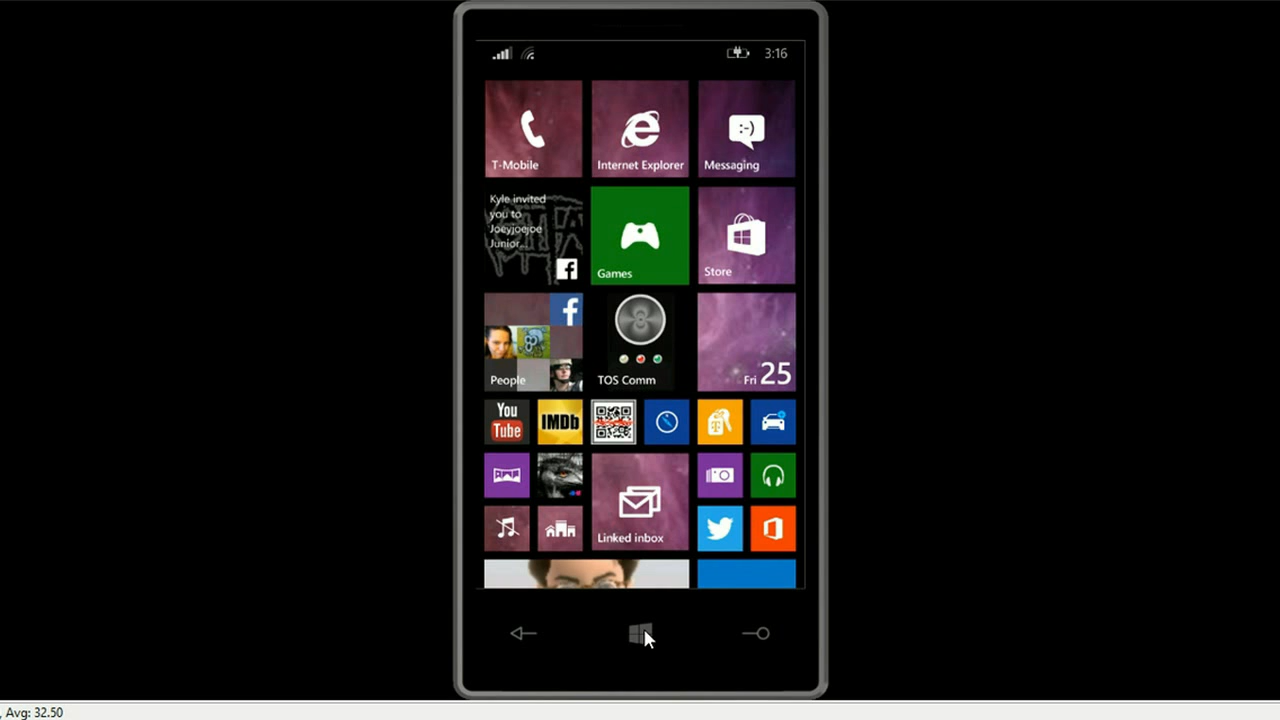 3:16
T-Mobile
Internet Explorer
Messaging
Kyle invited
you to
Joeyjoejoe
Junior...
Games
Store
People
TOS Comm
Fri 25
You
Tube
IMDb
Linked inbox
, Avg: 32.50